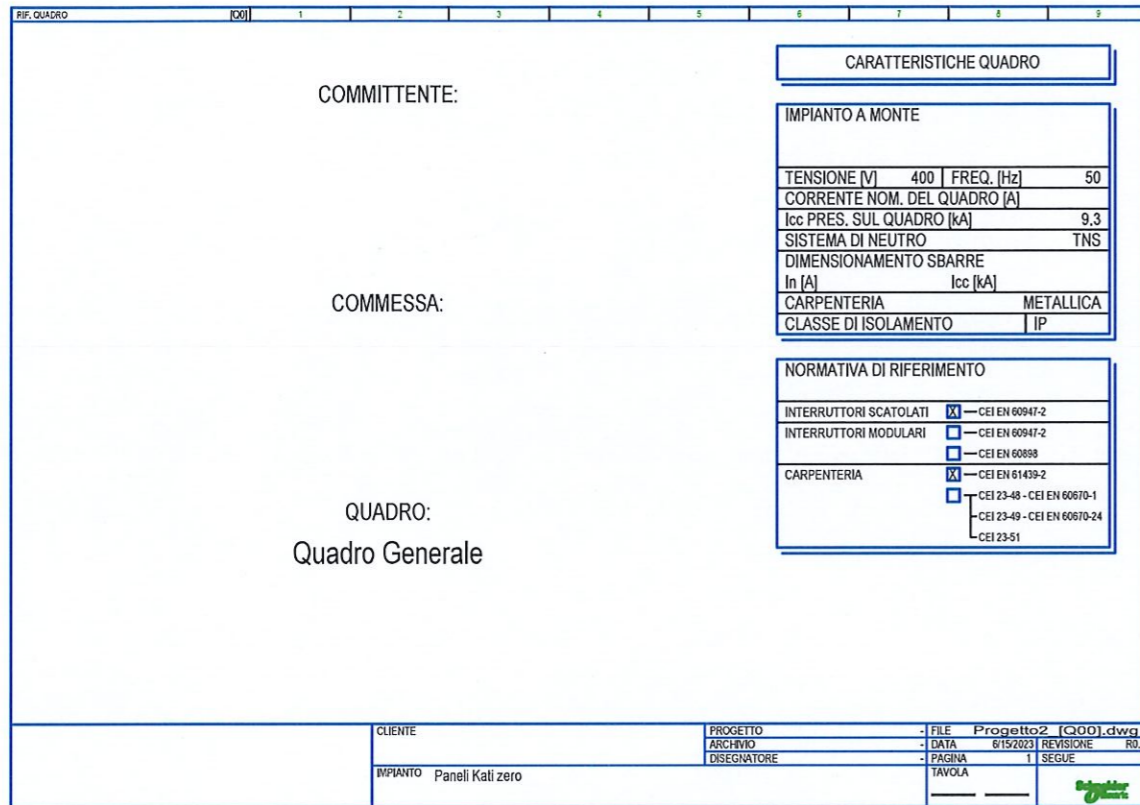 RIF. QUADRO [Q0] 1 2 3 4 5 6 7 8 9
COMMITTENTE:
COMMESSA:
QUADRO:
Quadro Generale
CARATTERISTICHE QUADRO
IMPIANTO A MONTE
TENSIONE [V] 400 FREQ. [Hz] 50
CORRENTE NOM. DEL QUADRO [A]
Icc PRES. SUL QUADRO [kA] 9.3
SISTEMA DI NEUTRO TNS
DIMENSIONAMENTO SBARRE
In [A] Icc [kA]
CARPENTERIA METALLICA
CLASSE DI ISOLAMENTO IP
NORMATIVA DI RIFERIMENTO
INTERRUTTORI SCATOLATI X CEI EN 60947-2
INTERRUTTORI MODULARI CEI EN 60947-2
CEI EN 60898
CARPENTERIA X CEI EN 61439-2
CEI 23-48 - CEI EN 60670-1
CEI 23-49 - CEI EN 60670-24
CEI 23-51
CLIENTE
IMPIANTO Paneli Kati zero
PROGETTO -
ARCHIVIO -
DISEGNATORE -
FILE Progetto2_[Q00].dwg
DATA 6/15/2023 REVISIONE R0.
PAGINA 1 SEGUE
TAVOLA
Schneider Electric